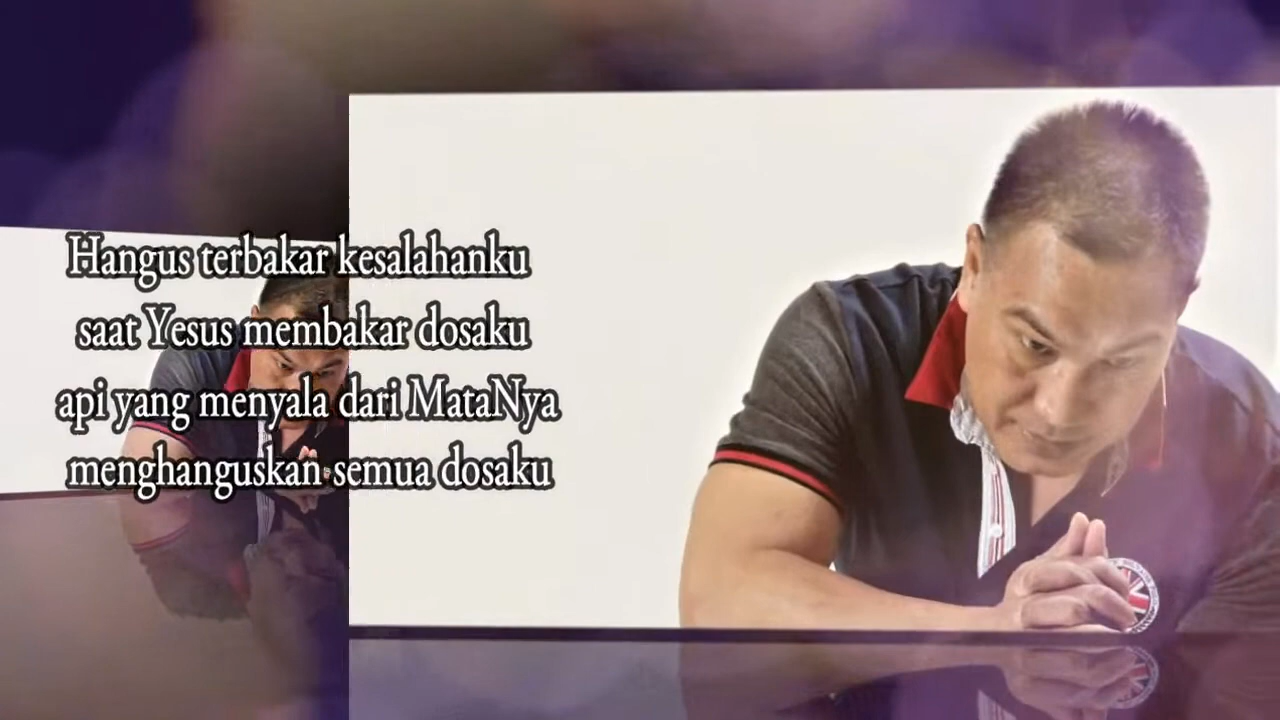 Hangus terbakar kesalahanku
saat Yesus membakar dosaku
api yang menyala dari MataNya
menghanguskan semua dosaku